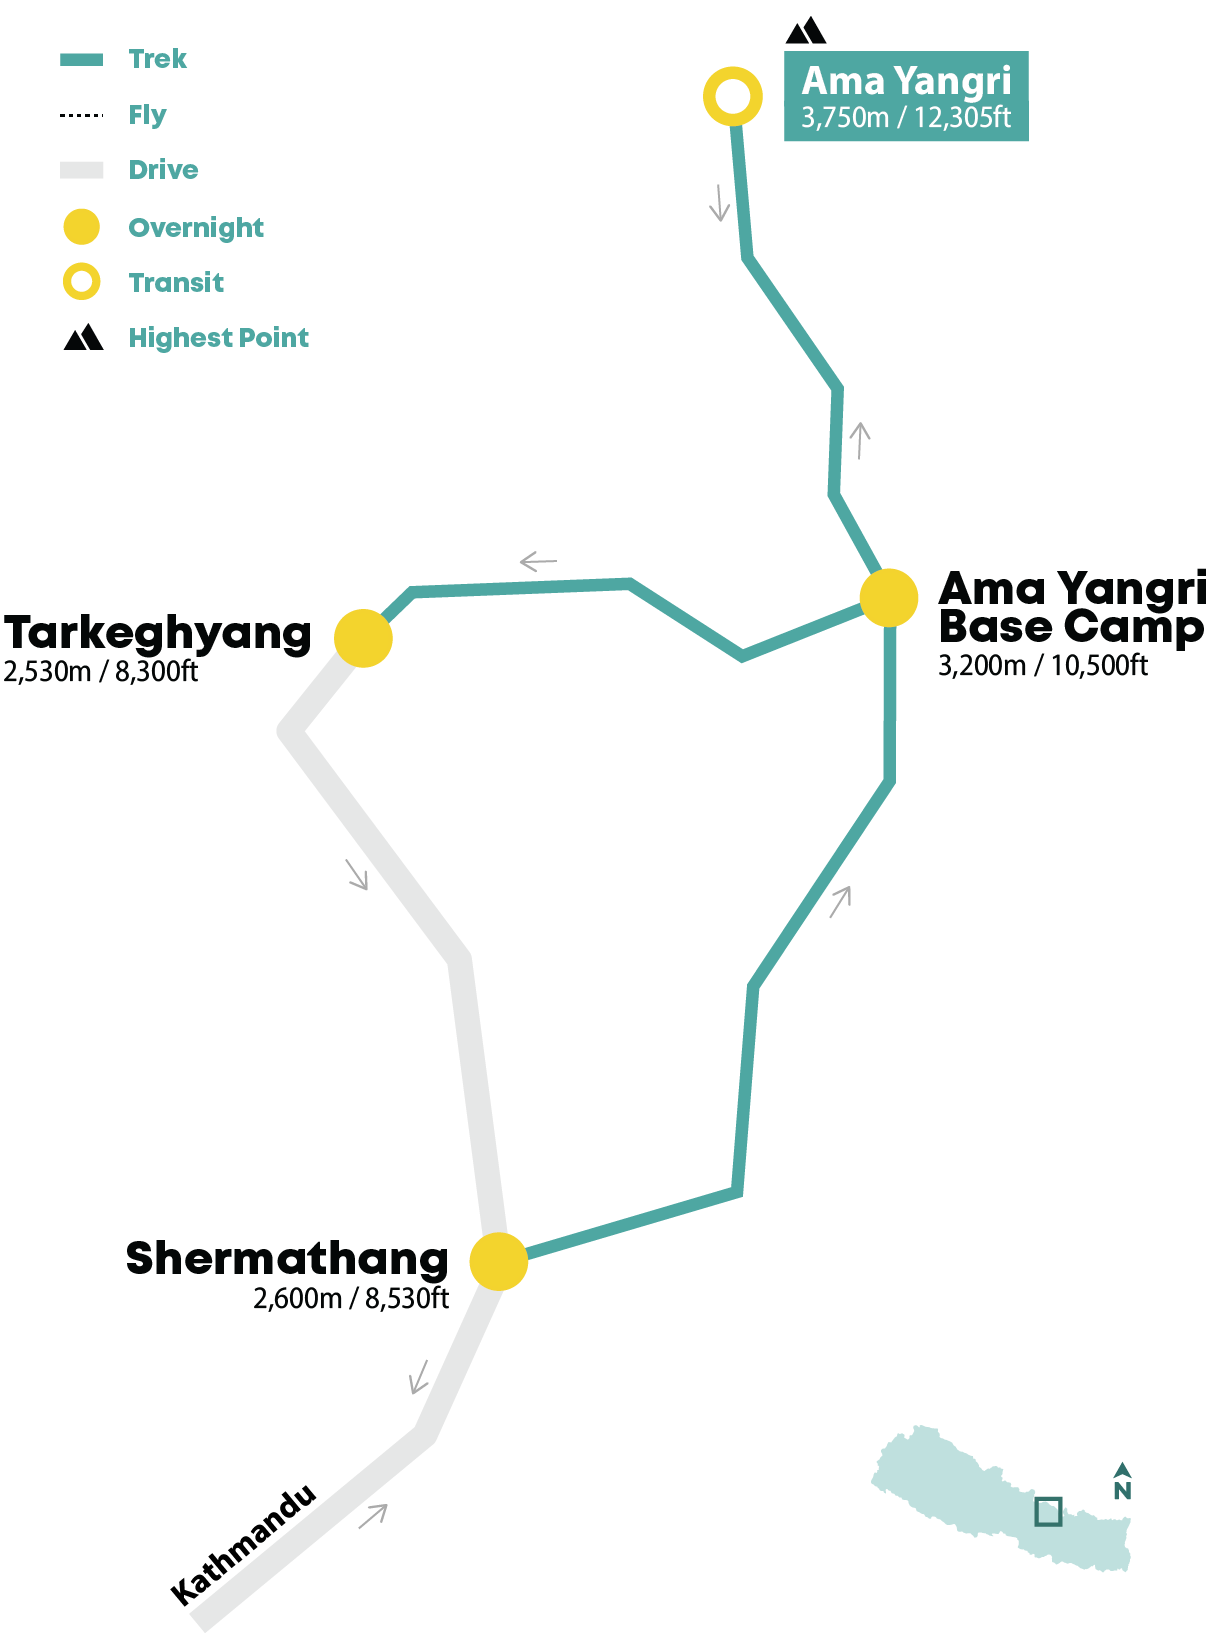 Trek
Fly
Drive
Overnight
Transit
Highest Point
Ama Yangri
3,750m / 12,305ft
Ama Yangri
Base Camp
3,200m / 10,500ft
Tarkeghyang
2,530m / 8,300ft
Shermathang
2,600m / 8,530ft
Kathmandu
N